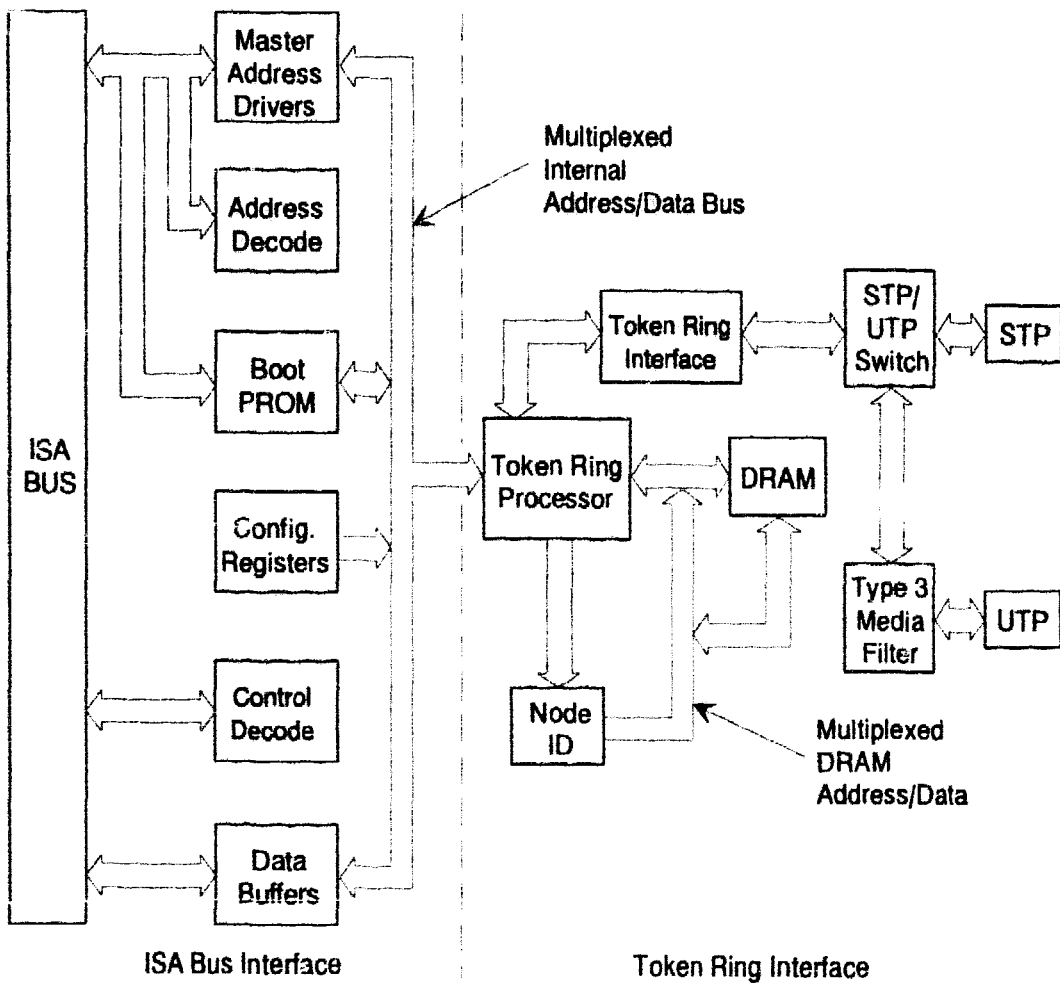 Master
Address
Drivers
Multiplexed
Internal
Address/Data Bus
Address
Decode
Token Ring
Interface
STP/
UTP
Switch
STP
Boot
PROM
ISA
BUS
Token Ring
Processor
DRAM
Config.
Registers
Type 3
Media
Filter
UTP
Control
Decode
Node
ID
Multiplexed
DRAM
Address/Data
Data
Buffers
ISA Bus Interface
Token Ring Interface